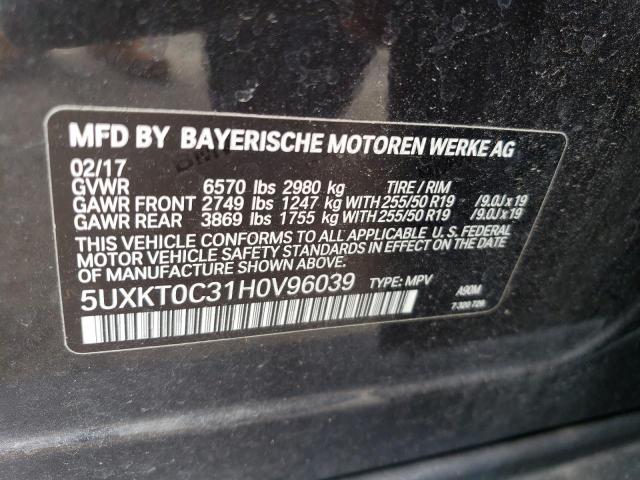 MFD BY BAYERISCHE MOTOREN WERKE AG
02/17
GVWR 6570 lbs 2980 kg TIRE / RIM
GAWR FRONT 2749 lbs 1247 kg WITH 255/50 R19 /9.0J x 19
GAWR REAR 3869 lbs 1755 kg WITH 255/50 R19 /9.0J x 19
THIS VEHICLE CONFORMS TO ALL APPLICABLE U. S. FEDERAL
MOTOR VEHICLE SAFETY STANDARDS IN EFFECT ON THE DATE
OF MANUFACTURE SHOWN ABOVE.
5UXKT0C31H0V96039 TYPE: MPV A90M
7 320 726